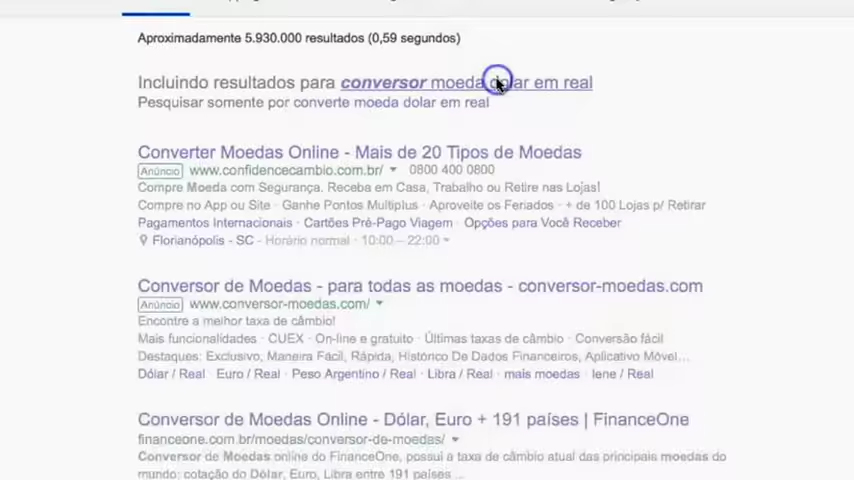 Aproximadamente 5.930.000 resultados (0,59 segundos)
Incluindo resultados para conversor moeda dolar em real
Pesquisar somente por converte moeda dolar em real
Converter Moedas Online - Mais de 20 Tipos de Moedas
Anúncio www.confidencecambio.com.br/ 0800 400 0800
Compre Moeda com Segurança. Receba em Casa, Trabalho ou Retire nas Lojas!
Compre no App ou Site · Ganhe Pontos Multiplus · Aproveite os Feriados · + de 100 Lojas p/ Retirar
Pagamentos Internacionais · Cartões Pré-Pago Viagem · Opções para Você Receber
Florianópolis - SC - Horário normal · 10:00 – 22:00
Conversor de Moedas - para todas as moedas - conversor-moedas.com
Anúncio www.conversor-moedas.com/
Encontre a melhor taxa de câmbio!
Mais funcionalidades · CUEX · On-line e gratuito · Últimas taxas de câmbio · Conversão fácil
Destaques: Exclusivo, Maneira Fácil, Rápida, Histórico De Dados Financeiros, Aplicativo Móvel...
Dólar / Real · Euro / Real · Peso Argentino / Real · Libra / Real · mais moedas · Iene / Real
Conversor de Moedas Online - Dólar, Euro + 191 países | FinanceOne
financeone.com.br/moedas/conversor-de-moedas/
Conversor de Moedas online do FinanceOne, possui a taxa de câmbio atual das principais moedas do
mundo: cotação do Dólar, Euro, Libra entre 191 países ...